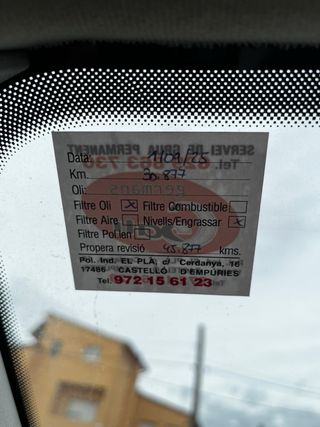 Data: 11/09/25
Km. 30.877
Oli:
Filtre Oli ☒ Filtre Combustible ☐
Filtre Aire ☐ Nivells/Engrassar ☒
Filtre Pol·len ☒
Propera revisió 45.877 kms.
Pol. Ind. EL PLÀ, c/ Cerdanya, 16
17486 CASTELLÓ D'EMPÚRIES
Tel. 972 15 61 23
SERVEI DE GRUA PERMANENT
germans